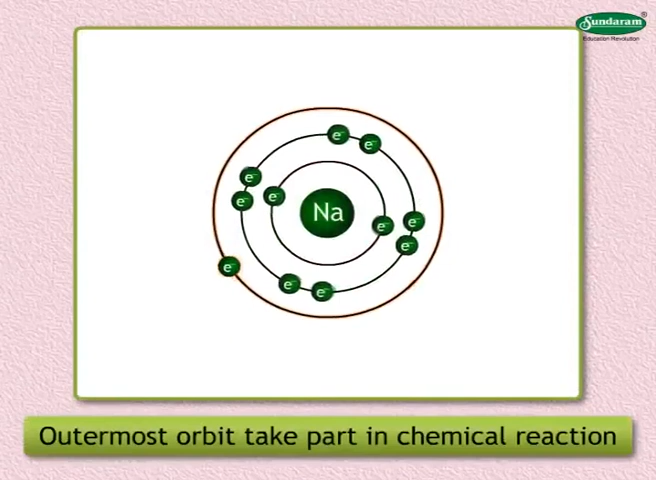 Sundaram®
Education Revolution
e⁻
e⁻
e⁻
e⁻
e⁻
Na
e⁻
e⁻
e⁻
e⁻
e⁻
e⁻
Outermost orbit take part in chemical reaction